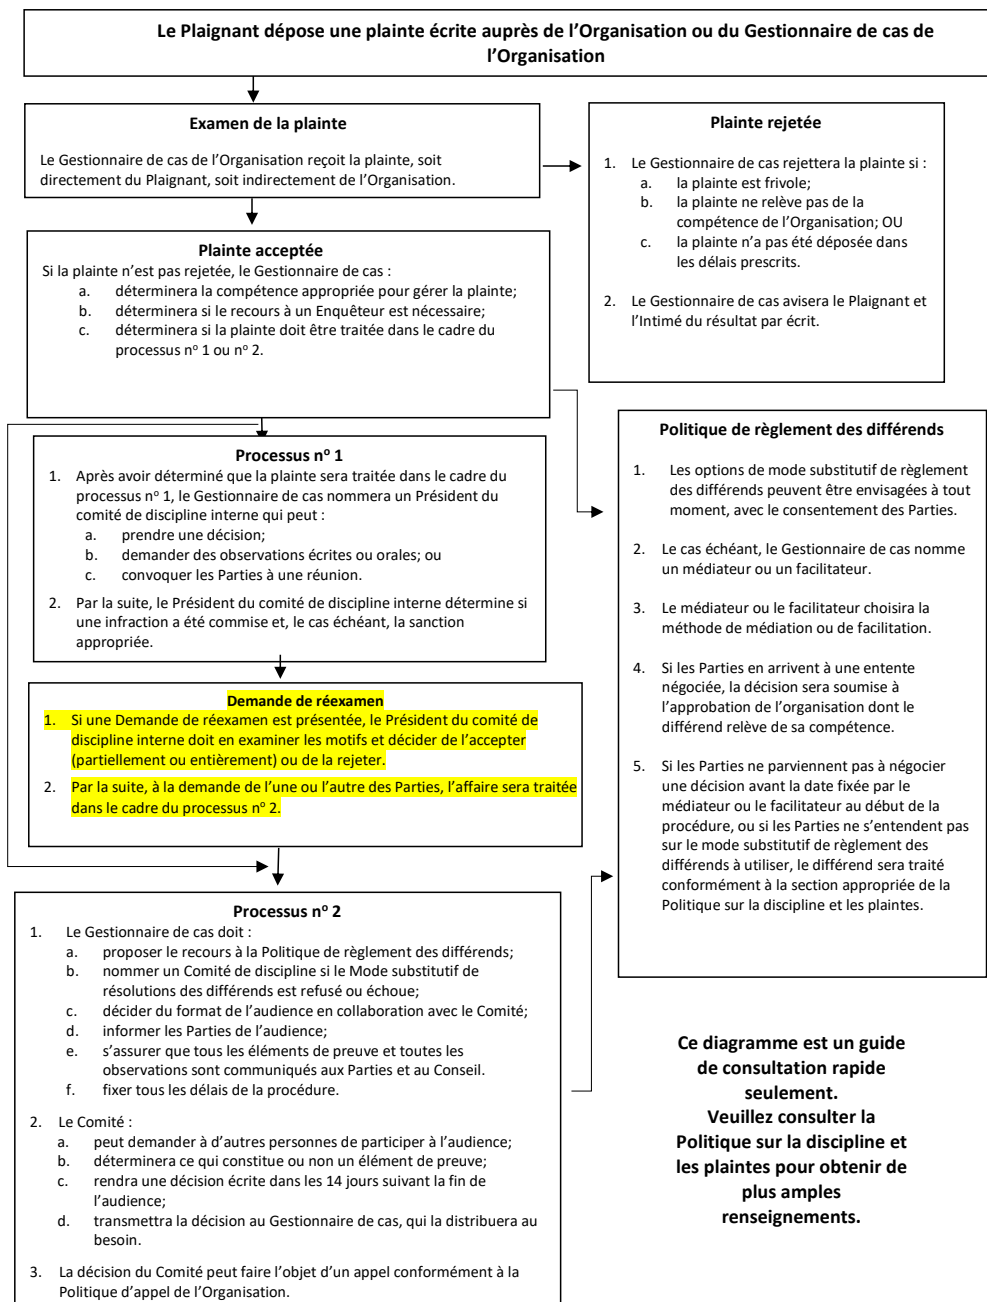 Le Plaignant dépose une plainte écrite auprès de l’Organisation ou du Gestionnaire de cas de
l’Organisation
Examen de la plainte
Le Gestionnaire de cas de l’Organisation reçoit la plainte, soit
directement du Plaignant, soit indirectement de l’Organisation.
Plainte rejetée
1. Le Gestionnaire de cas rejettera la plainte si :
a. la plainte est frivole;
b. la plainte ne relève pas de la
compétence de l’Organisation; OU
c. la plainte n’a pas été déposée dans
les délais prescrits.
2. Le Gestionnaire de cas avisera le Plaignant et
l’Intimé du résultat par écrit.
Plainte acceptée
Si la plainte n’est pas rejetée, le Gestionnaire de cas :
a. déterminera la compétence appropriée pour gérer la plainte;
b. déterminera si le recours à un Enquêteur est nécessaire;
c. déterminera si la plainte doit être traitée dans le cadre du
processus nº 1 ou nº 2.
Processus nº 1
1. Après avoir déterminé que la plainte sera traitée dans le cadre du
processus nº 1, le Gestionnaire de cas nommera un Président du
comité de discipline interne qui peut :
a. prendre une décision;
b. demander des observations écrites ou orales; ou
c. convoquer les Parties à une réunion.
2. Par la suite, le Président du comité de discipline interne détermine si
une infraction a été commise et, le cas échéant, la sanction
appropriée.
Politique de règlement des différends
1. Les options de mode substitutif de règlement
des différends peuvent être envisagées à tout
moment, avec le consentement des Parties.
2. Le cas échéant, le Gestionnaire de cas nomme
un médiateur ou un facilitateur.
3. Le médiateur ou le facilitateur choisira la
méthode de médiation ou de facilitation.
4. Si les Parties en arrivent à une entente
négociée, la décision sera soumise à
l’approbation de l’organisation dont le
différend relève de sa compétence.
5. Si les Parties ne parviennent pas à négocier
une décision avant la date fixée par le
médiateur ou le facilitateur au début de la
procédure, ou si les Parties ne s’entendent pas
sur le mode substitutif de règlement des
différends à utiliser, le différend sera traité
conformément à la section appropriée de la
Politique sur la discipline et les plaintes.
Demande de réexamen
1. Si une Demande de réexamen est présentée, le Président du comité de
discipline interne doit en examiner les motifs et décider de l’accepter
(partiellement ou entièrement) ou de la rejeter.
2. Par la suite, à la demande de l’une ou l’autre des Parties, l’affaire sera traitée
dans le cadre du processus nº 2.
Processus nº 2
1. Le Gestionnaire de cas doit :
a. proposer le recours à la Politique de règlement des différends;
b. nommer un Comité de discipline si le Mode substitutif de
résolutions des différends est refusé ou échoue;
c. décider du format de l’audience en collaboration avec le Comité;
d. informer les Parties de l’audience;
e. s’assurer que tous les éléments de preuve et toutes les
observations sont communiqués aux Parties et au Conseil.
f. fixer tous les délais de la procédure.
2. Le Comité :
a. peut demander à d’autres personnes de participer à l’audience;
b. déterminera ce qui constitue ou non un élément de preuve;
c. rendra une décision écrite dans les 14 jours suivant la fin de
l’audience;
d. transmettra la décision au Gestionnaire de cas, qui la distribuera au
besoin.
3. La décision du Comité peut faire l’objet d’un appel conformément à la
Politique d’appel de l’Organisation.
Ce diagramme est un guide
de consultation rapide
seulement.
Veuillez consulter la
Politique sur la discipline et
les plaintes pour obtenir de
plus amples
renseignements.